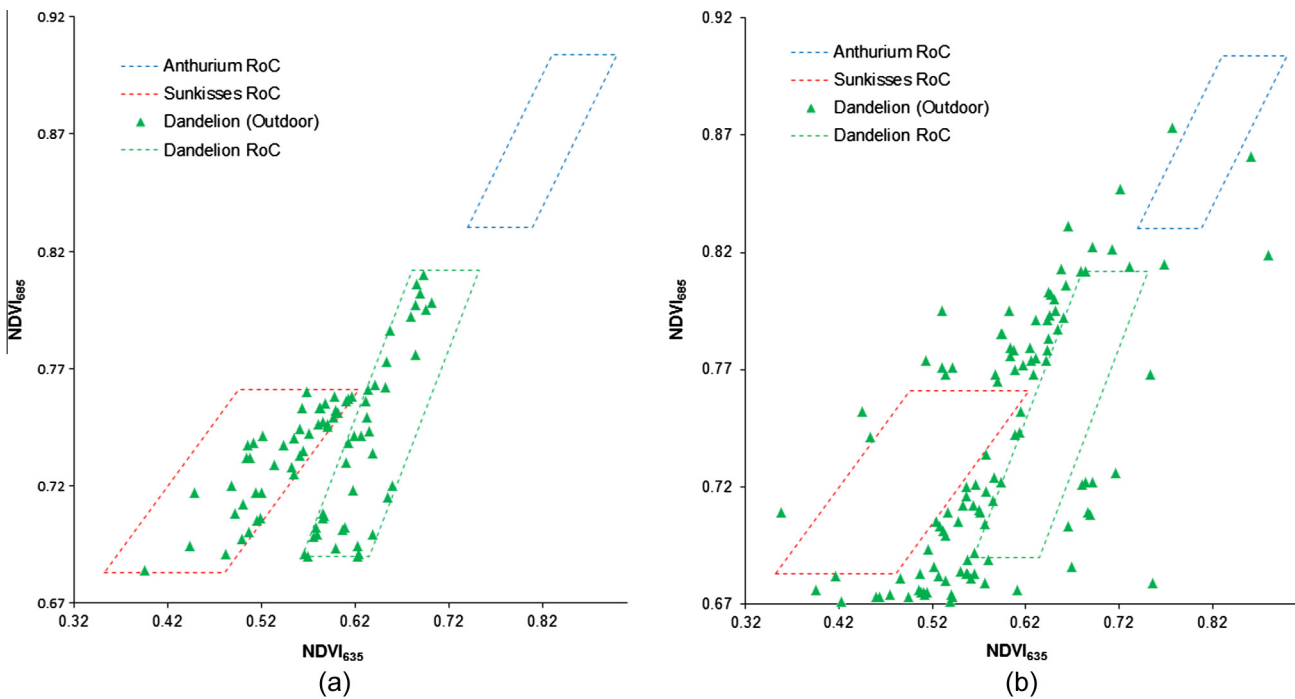 0.92
0.87
0.82
0.77
0.72
0.67
NDVI685
Anthurium RoC
Sunkisses RoC
Dandelion (Outdoor)
Dandelion RoC
0.32 0.42 0.52 0.62 0.72 0.82
NDVI635
(a)
0.92
0.87
0.82
0.77
0.72
0.67
NDVI685
Anthurium RoC
Sunkisses RoC
Dandelion (Outdoor)
Dandelion RoC
0.32 0.42 0.52 0.62 0.72 0.82
NDVI635
(b)